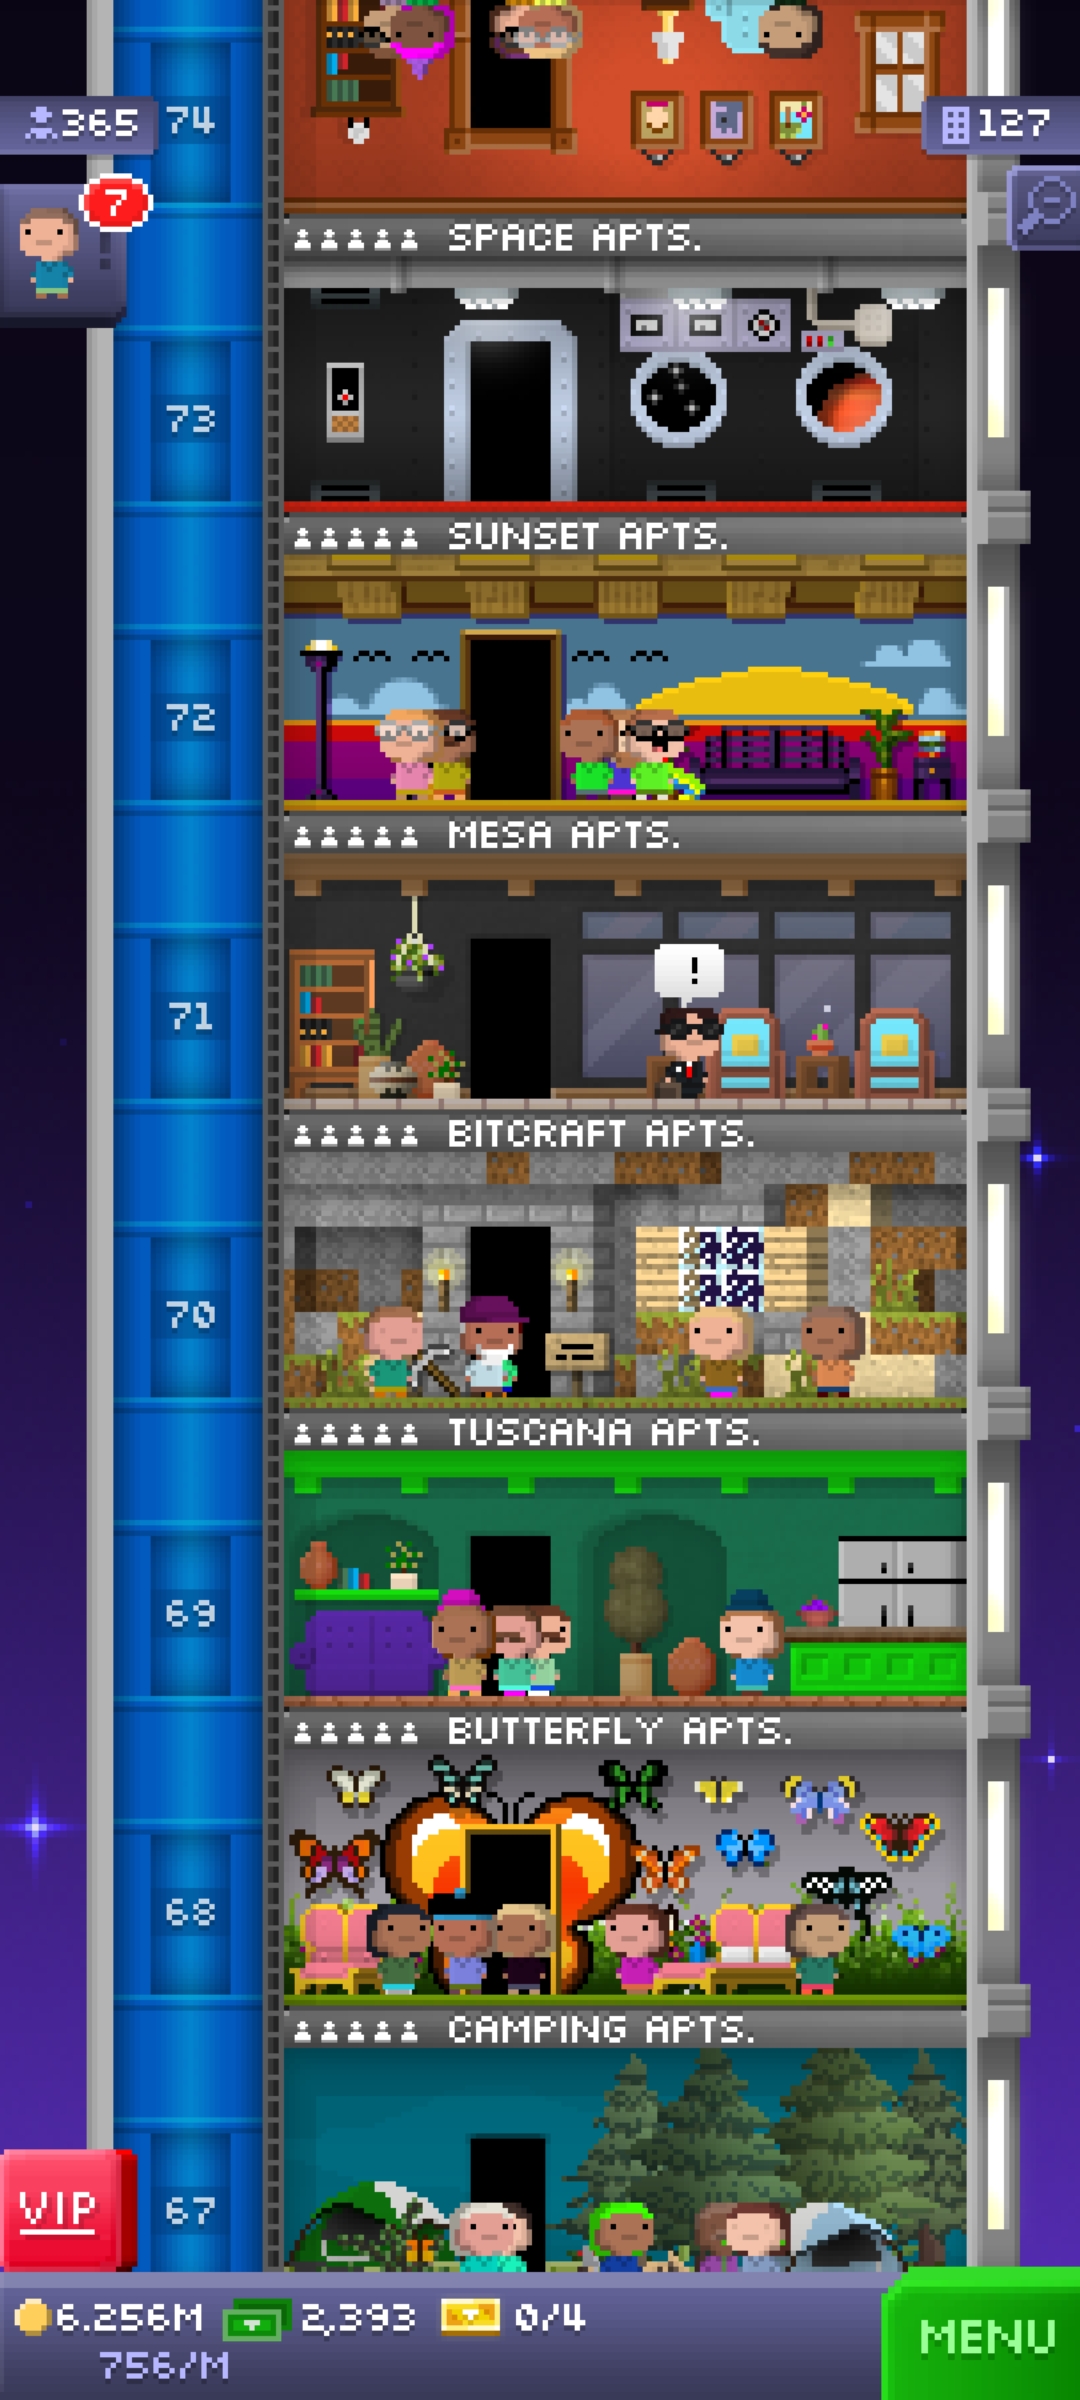 74
365
127
7
!
SPACE APTS.
73
SUNSET APTS.
72
MESA APTS.
71
!
BITCRAFT APTS.
70
TUSCANA APTS.
69
BUTTERFLY APTS.
68
CAMPING APTS.
67
VIP
6.256M 2,393 0/4
756/M
MENU